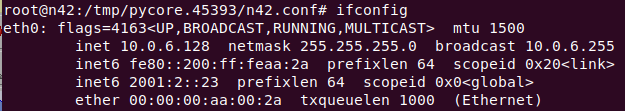 root@n42:/tmp/pycore.45393/n42.conf# ifconfig
eth0: flags=4163<UP,BROADCAST,RUNNING,MULTICAST>  mtu 1500
        inet 10.0.6.128  netmask 255.255.255.0  broadcast 10.0.6.255
        inet6 fe80::200:ff:feaa:2a  prefixlen 64  scopeid 0x20<link>
        inet6 2001:2::23  prefixlen 64  scopeid 0x0<global>
        ether 00:00:00:aa:00:2a  txqueuelen 1000  (Ethernet)